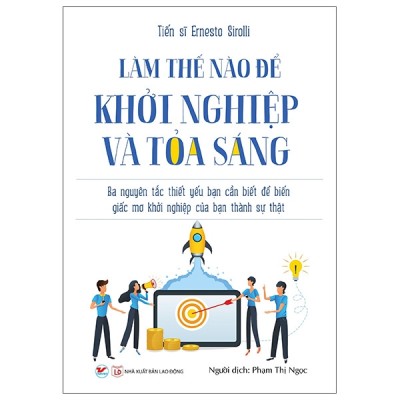 Tiến sĩ Ernesto Sirolli
LÀM THẾ NÀO ĐỂ
KHỞI NGHIỆP
VÀ TỎA SÁNG
Ba nguyên tắc thiết yếu bạn cần biết để biến
giấc mơ khởi nghiệp của bạn thành sự thật
NHÀ XUẤT BẢN LAO ĐỘNG
Người dịch: Phạm Thị Ngọc